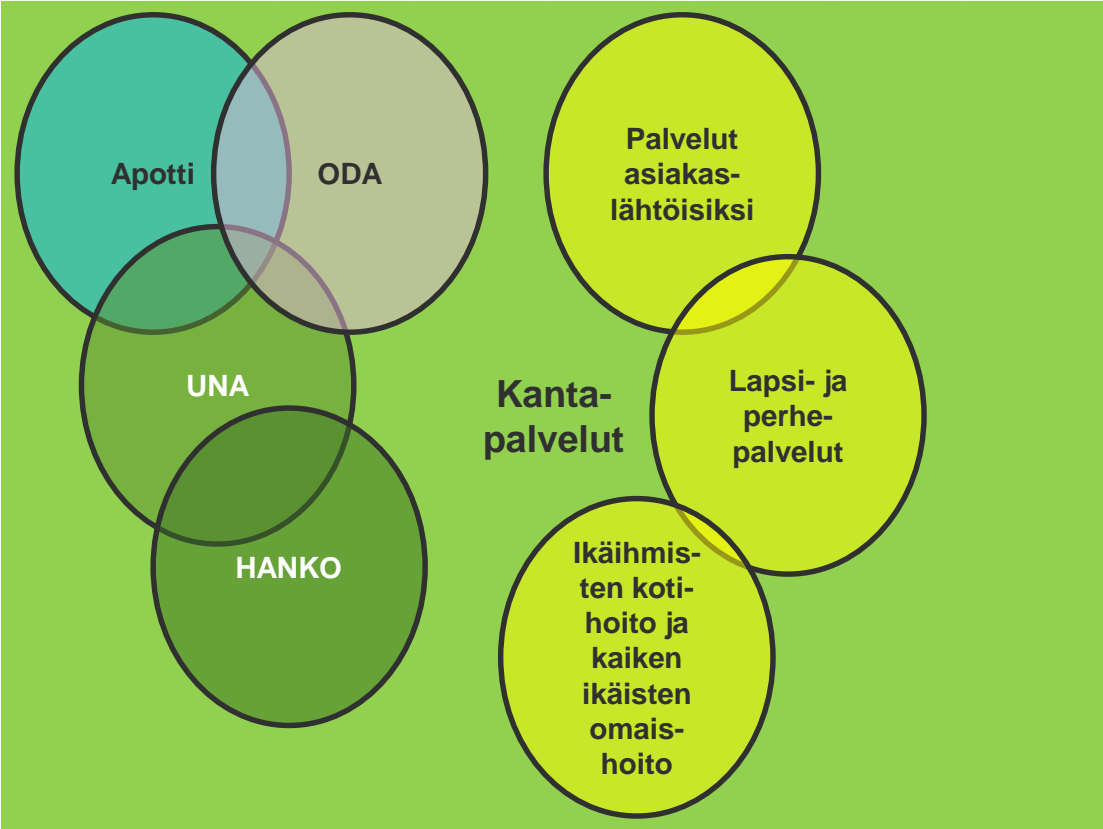 Apotti
ODA
UNA
HANKO
Kanta-
palvelut
Palvelut
asiakas-
lähtöisiksi
Lapsi- ja
perhe-
palvelut
Ikäihmis-
ten koti-
hoito ja
kaiken
ikäisten
omais-
hoito